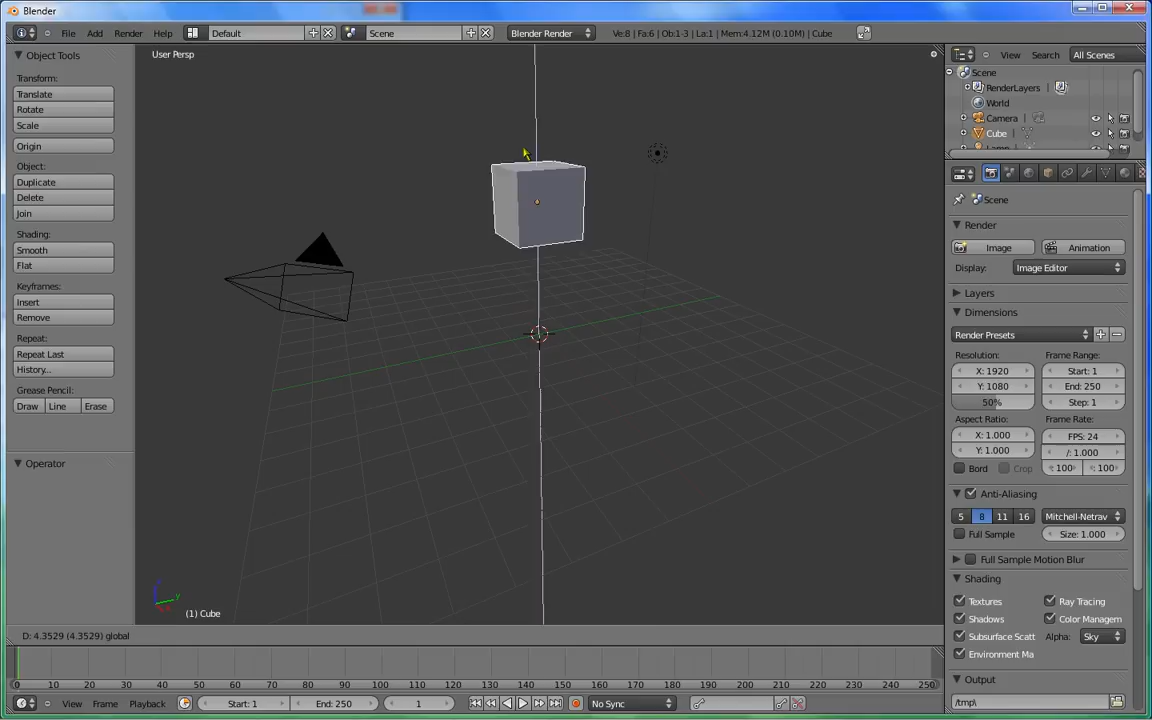 Blender
File Add Render Help Default Scene Blender Render Ve:8 | Fa:6 | Ob:1-3 | La:1 | Mem:4.12M (0.10M) | Cube
Object Tools
Transform:
Translate
Rotate
Scale
Origin
Object:
Duplicate
Delete
Join
Shading:
Smooth
Flat
Keyframes:
Insert
Remove
Repeat:
Repeat Last
History...
Grease Pencil:
Draw Line Erase
Operator
User Persp
(1) Cube
D: 4.3529 (4.3529) global
View Search All Scenes
Scene
RenderLayers
World
Camera
Cube
Scene
Render
Image Animation
Display: Image Editor
Layers
Dimensions
Render Presets
Resolution: Frame Range:
X: 1920 Start: 1
Y: 1080 End: 250
50% Step: 1
Aspect Ratio: Frame Rate:
X: 1.000 FPS: 24
Y: 1.000 /: 1.000
Bord Crop : 100 : 100
Anti-Aliasing
5 8 11 16 Mitchell-Netrav
Full Sample Size: 1.000
Full Sample Motion Blur
Shading
Textures Ray Tracing
Shadows Color Managem
Subsurface Scatt Alpha: Sky
Environment Ma
Output
/tmp\
0 10 20 30 40 50 60 70 80 90 100 110 120 130 140 150 160 170 180 190 200 210 220 230 240 250
View Frame Playback Start: 1 End: 250 1 No Sync